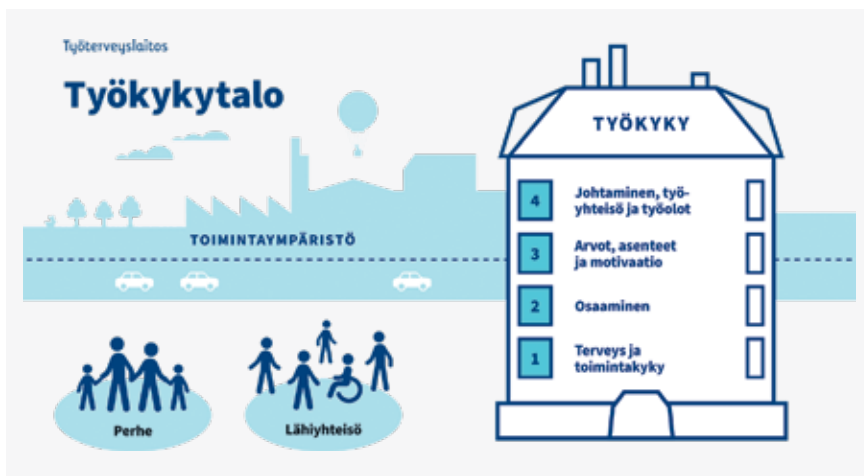 Työterveyslaitos
Työkykytalo
TOIMINTAYMPÄRISTÖ
Perhe
Lähiyhteisö
TYÖKYKY
4
Johtaminen, työ-
yhteisö ja työolot
3
Arvot, asenteet
ja motivaatio
2
Osaaminen
1
Terveys ja
toimintakyky